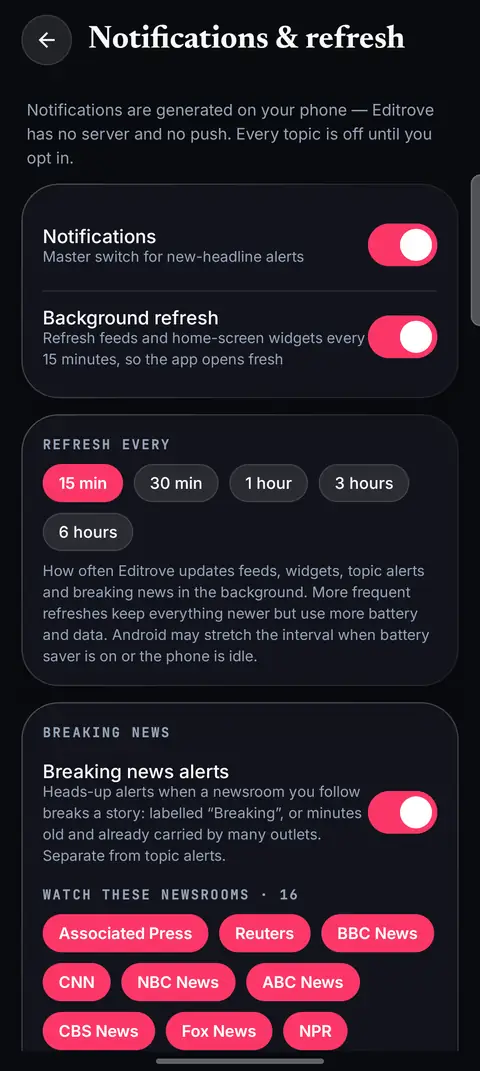 Notifications & refresh
Notifications are generated on your phone — Editrove
has no server and no push. Every topic is off until you
opt in.
Notifications
Master switch for new-headline alerts
Background refresh
Refresh feeds and home-screen widgets every
15 minutes, so the app opens fresh
REFRESH EVERY
15 min
30 min
1 hour
3 hours
6 hours
How often Editrove updates feeds, widgets, topic alerts
and breaking news in the background. More frequent
refreshes keep everything newer but use more battery
and data. Android may stretch the interval when battery
saver is on or the phone is idle.
BREAKING NEWS
Breaking news alerts
Heads-up alerts when a newsroom you follow
breaks a story: labelled “Breaking”, or minutes
old and already carried by many outlets.
Separate from topic alerts.
WATCH THESE NEWSROOMS · 16
Associated Press
Reuters
BBC News
CNN
NBC News
ABC News
CBS News
Fox News
NPR